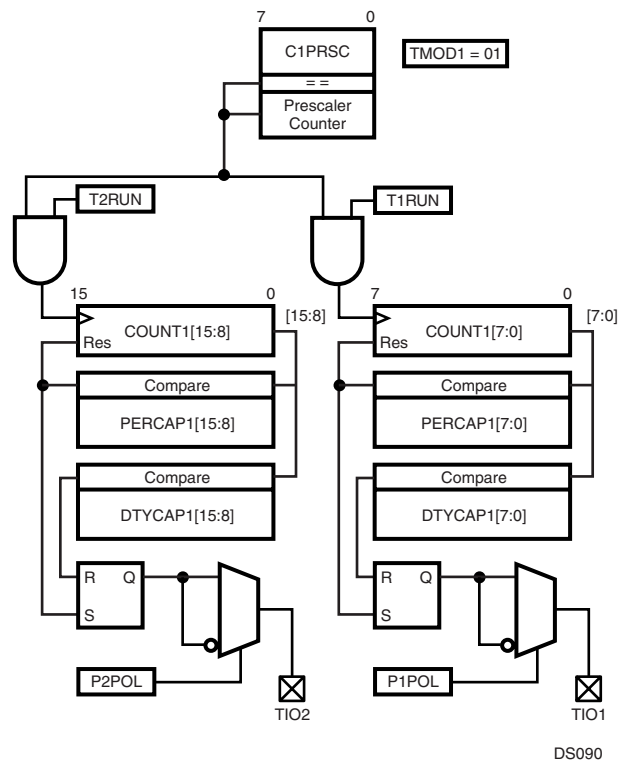 7 0
C1PRSC
TMOD1 = 01
= =
Prescaler
Counter
T2RUN
T1RUN
15 0
[15:8]
COUNT1[15:8]
Res
Compare
PERCAP1[15:8]
Compare
DTYCAP1[15:8]
R Q
S
P2POL
TIO2
7 0
[7:0]
COUNT1[7:0]
Res
Compare
PERCAP1[7:0]
Compare
DTYCAP1[7:0]
R Q
S
P1POL
TIO1
DS090